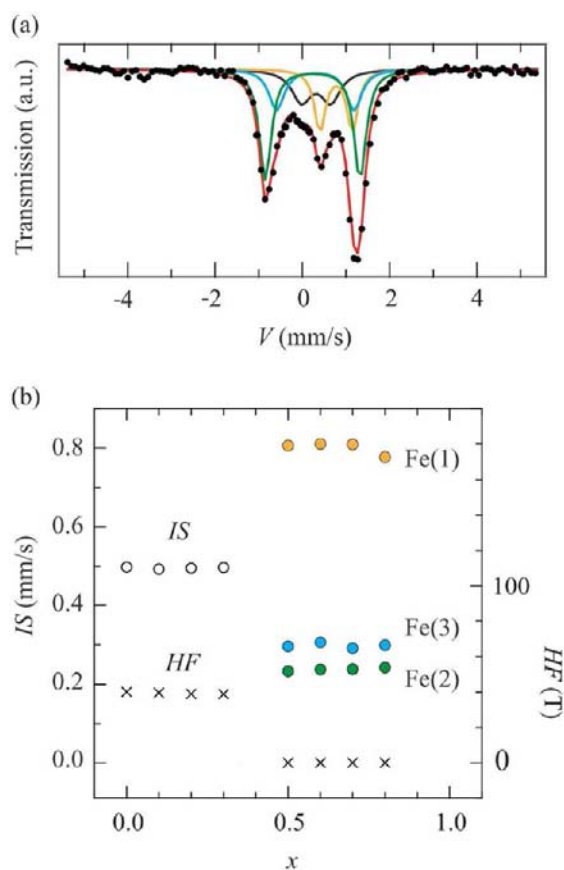 (a)
Transmission (a.u.)
-4 -2 0 2 4
V (mm/s)
(b)
0.8
Fe(1)
0.6
IS
IS (mm/s)
100
0.4
Fe(3)
HF
HF (T)
0.2
Fe(2)
0.0
0
0.0 0.5 1.0
x